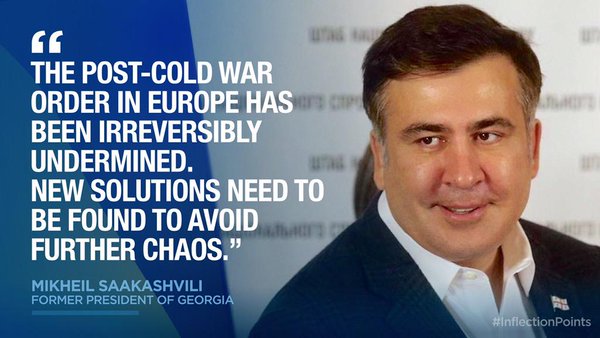 “
THE POST-COLD WAR
ORDER IN EUROPE HAS
BEEN IRREVERSIBLY
UNDERMINED.
NEW SOLUTIONS NEED TO
BE FOUND TO AVOID
FURTHER CHAOS.”
MIKHEIL SAAKASHVILI
FORMER PRESIDENT OF GEORGIA
ШТАБ
#InflectionPoints